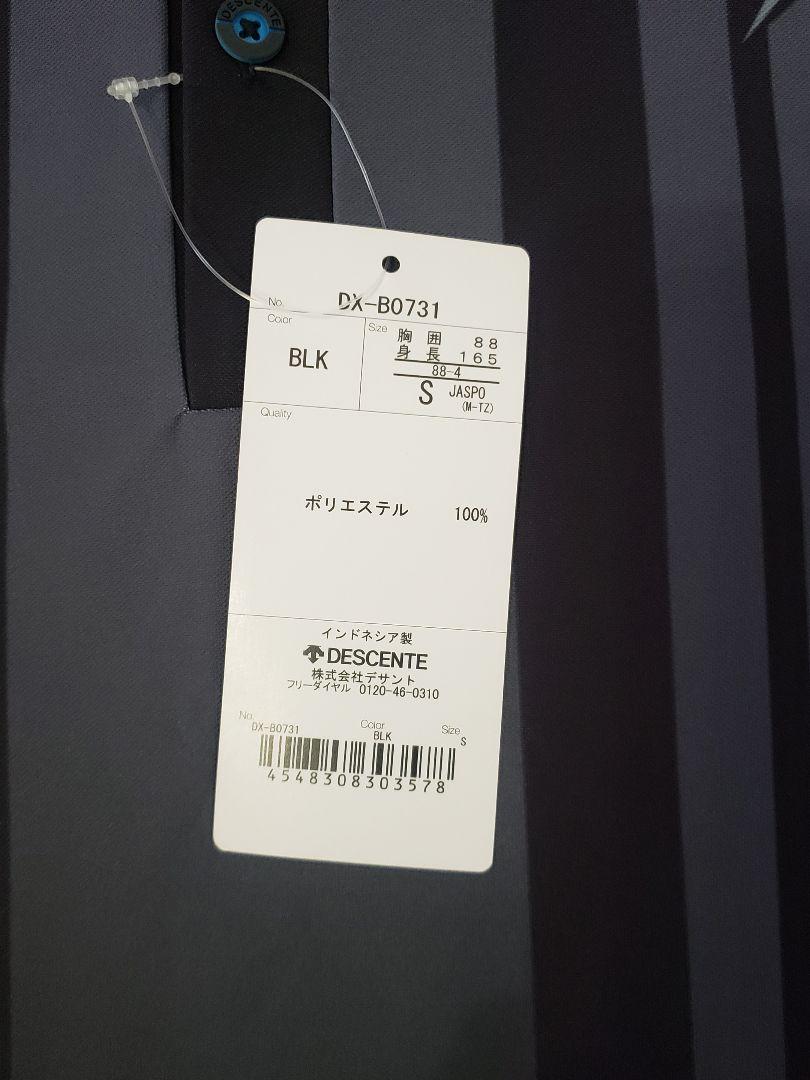 DESCENTE
No. DX-B0731
Color
BLK
Size
胸囲 88
身長 165
88-4
S JASPO
(M-TZ)
Quality
ポリエステル 100%
インドネシア製
DESCENTE
株式会社デサント
フリーダイヤル 0120-46-0310
No. Color Size
DX-B0731 BLK S
4548308303578